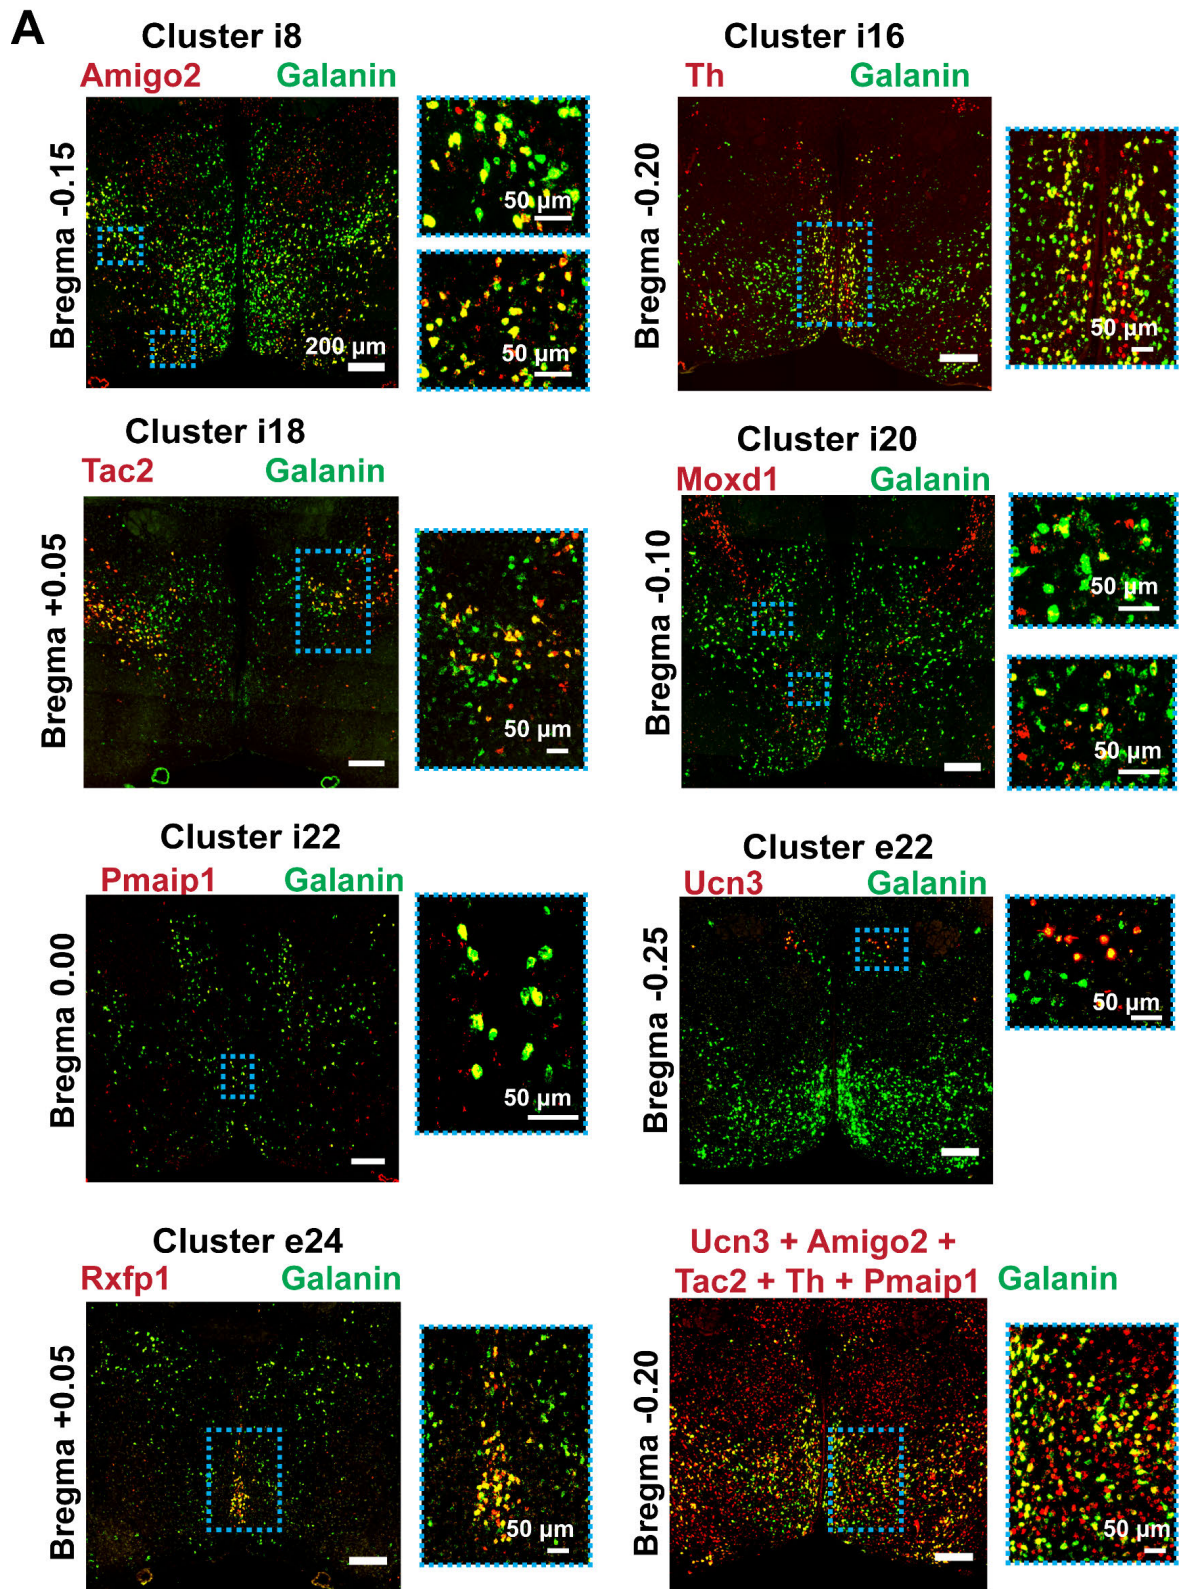 A
Cluster i8
Amigo2 Galanin
Bregma -0.15
200 µm
50 µm
50 µm
Cluster i16
Th Galanin
Bregma -0.20
50 µm
Cluster i18
Tac2 Galanin
Bregma +0.05
50 µm
Cluster i20
Moxd1 Galanin
Bregma -0.10
50 µm
50 µm
Cluster i22
Pmaip1 Galanin
Bregma 0.00
50 µm
Cluster e22
Ucn3 Galanin
Bregma -0.25
50 µm
Cluster e24
Rxfp1 Galanin
Bregma +0.05
50 µm
Ucn3 + Amigo2 +
Tac2 + Th + Pmaip1 Galanin
Bregma -0.20
50 µm